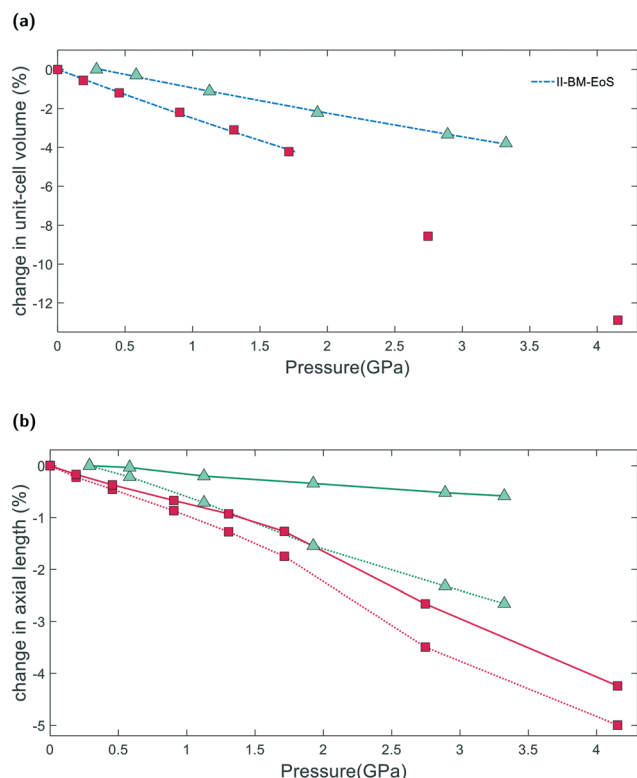 (a)
II-BM-EoS
change in unit-cell volume (%)
0
-2
-4
-6
-8
-10
-12
0 0.5 1 1.5 2 2.5 3 3.5 4
Pressure(GPa)
(b)
change in axial length (%)
0
-1
-2
-3
-4
-5
0 0.5 1 1.5 2 2.5 3 3.5 4
Pressure(GPa)